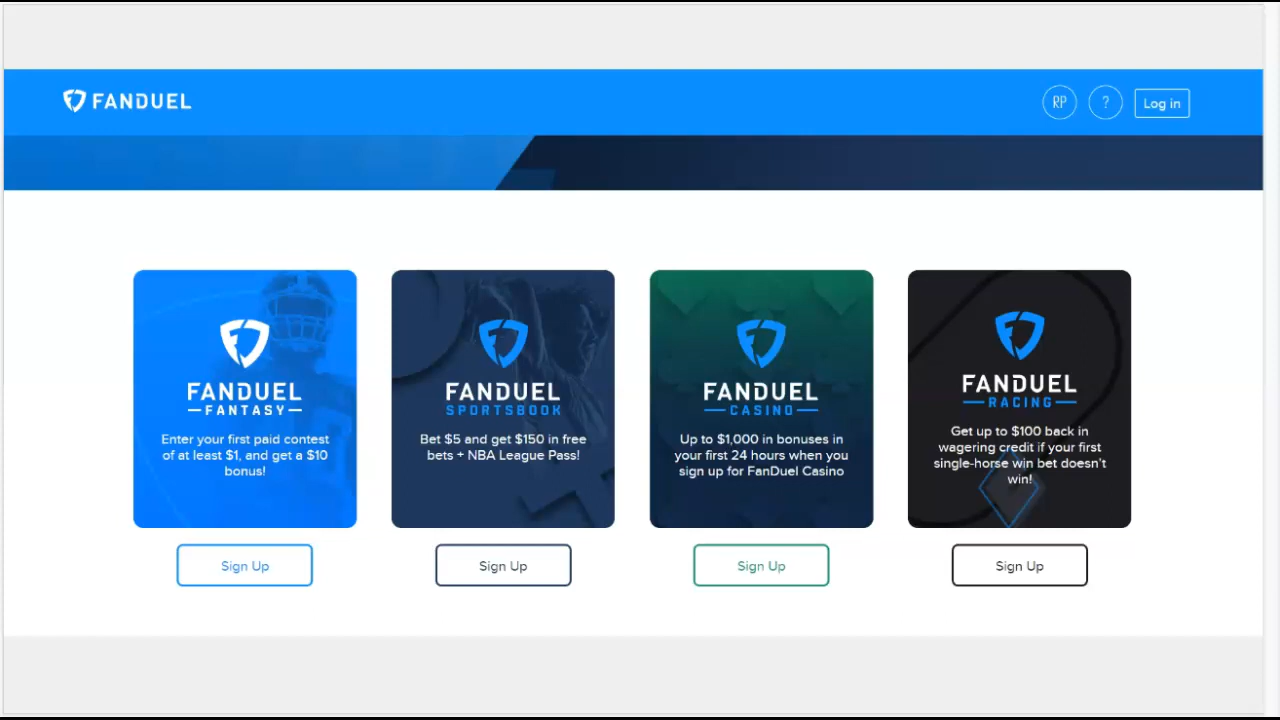 FANDUEL
RP
?
Log in
FANDUEL
FANTASY
Enter your first paid contest
of at least $1, and get a $10
bonus!
Sign Up
FANDUEL
SPORTSBOOK
Bet $5 and get $150 in free
bets + NBA League Pass!
Sign Up
FANDUEL
CASINO
Up to $1,000 in bonuses in
your first 24 hours when you
sign up for FanDuel Casino
Sign Up
FANDUEL
RACING
Get up to $100 back in
wagering credit if your first
single-horse win bet doesn't
win!
Sign Up